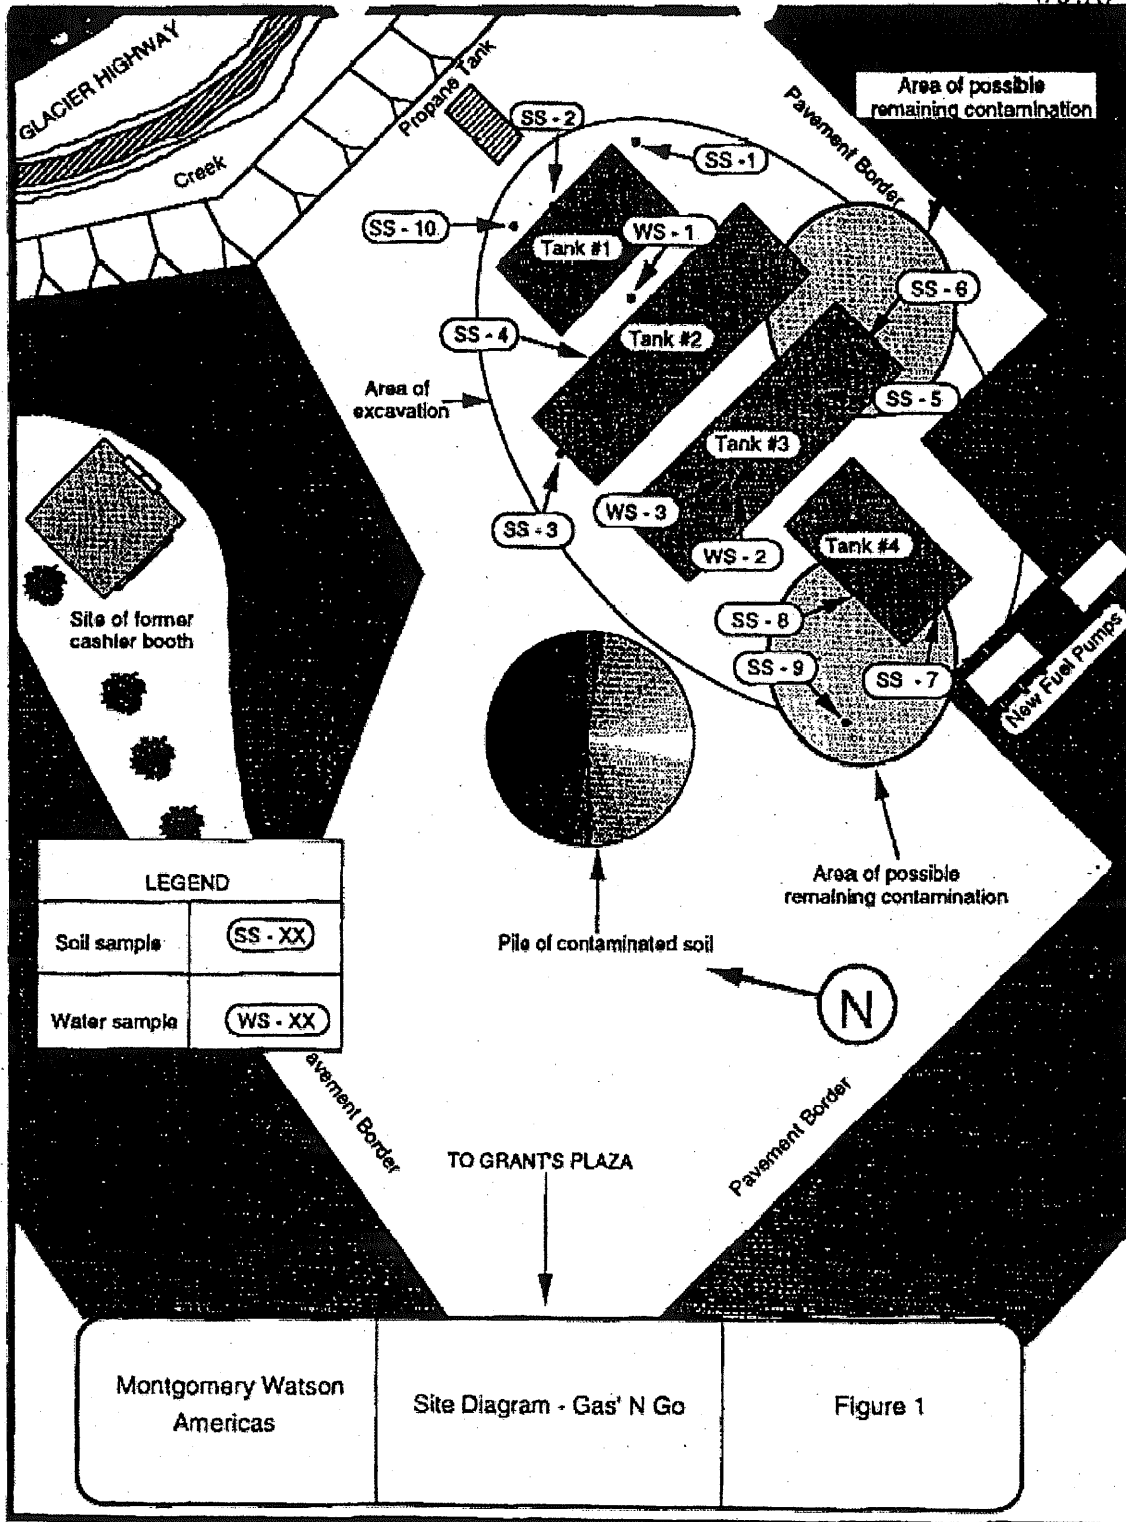 GLACIER HIGHWAY
Creek
Propane Tank
Pavement Border
Area of possible
remaining contamination
SS - 2
SS - 1
SS - 10
WS - 1
Tank #1
SS - 6
SS - 4
Tank #2
Area of
excavation
SS - 5
Tank #3
WS - 3
SS - 3
WS - 2
Tank #4
SS - 8
SS - 9
SS - 7
New Fuel Pumps
Site of former
cashier booth
Area of possible
remaining contamination
Pile of contaminated soil
N
LEGEND
Soil sample SS - XX
Water sample WS - XX
avement Border
Pavement Border
TO GRANT'S PLAZA
Montgomery Watson
Americas
Site Diagram - Gas' N Go
Figure 1